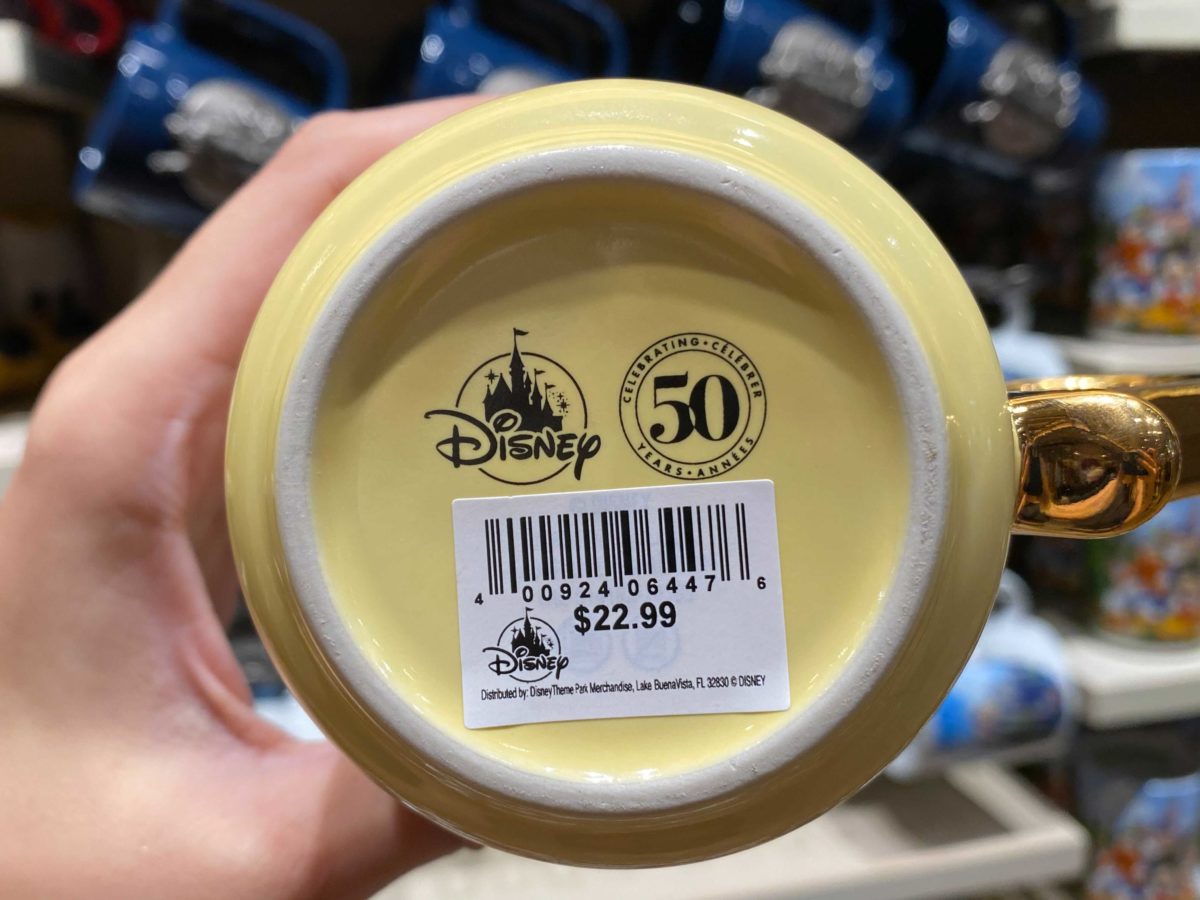 Disney
CELEBRATING • CÉLÉBRER
50
YEARS • ANNÉES
4 00924 06447 6
$22.99
Disney
Distributed by: Disney Theme Park Merchandise, Lake Buena Vista, FL 32830 © DISNEY